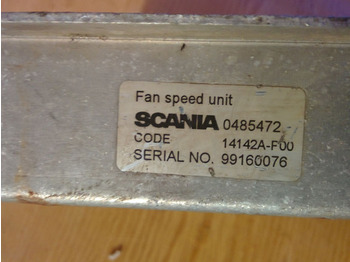 Fan speed unit
SCANIA 0485472
CODE 14142A-F00
SERIAL NO. 99160076